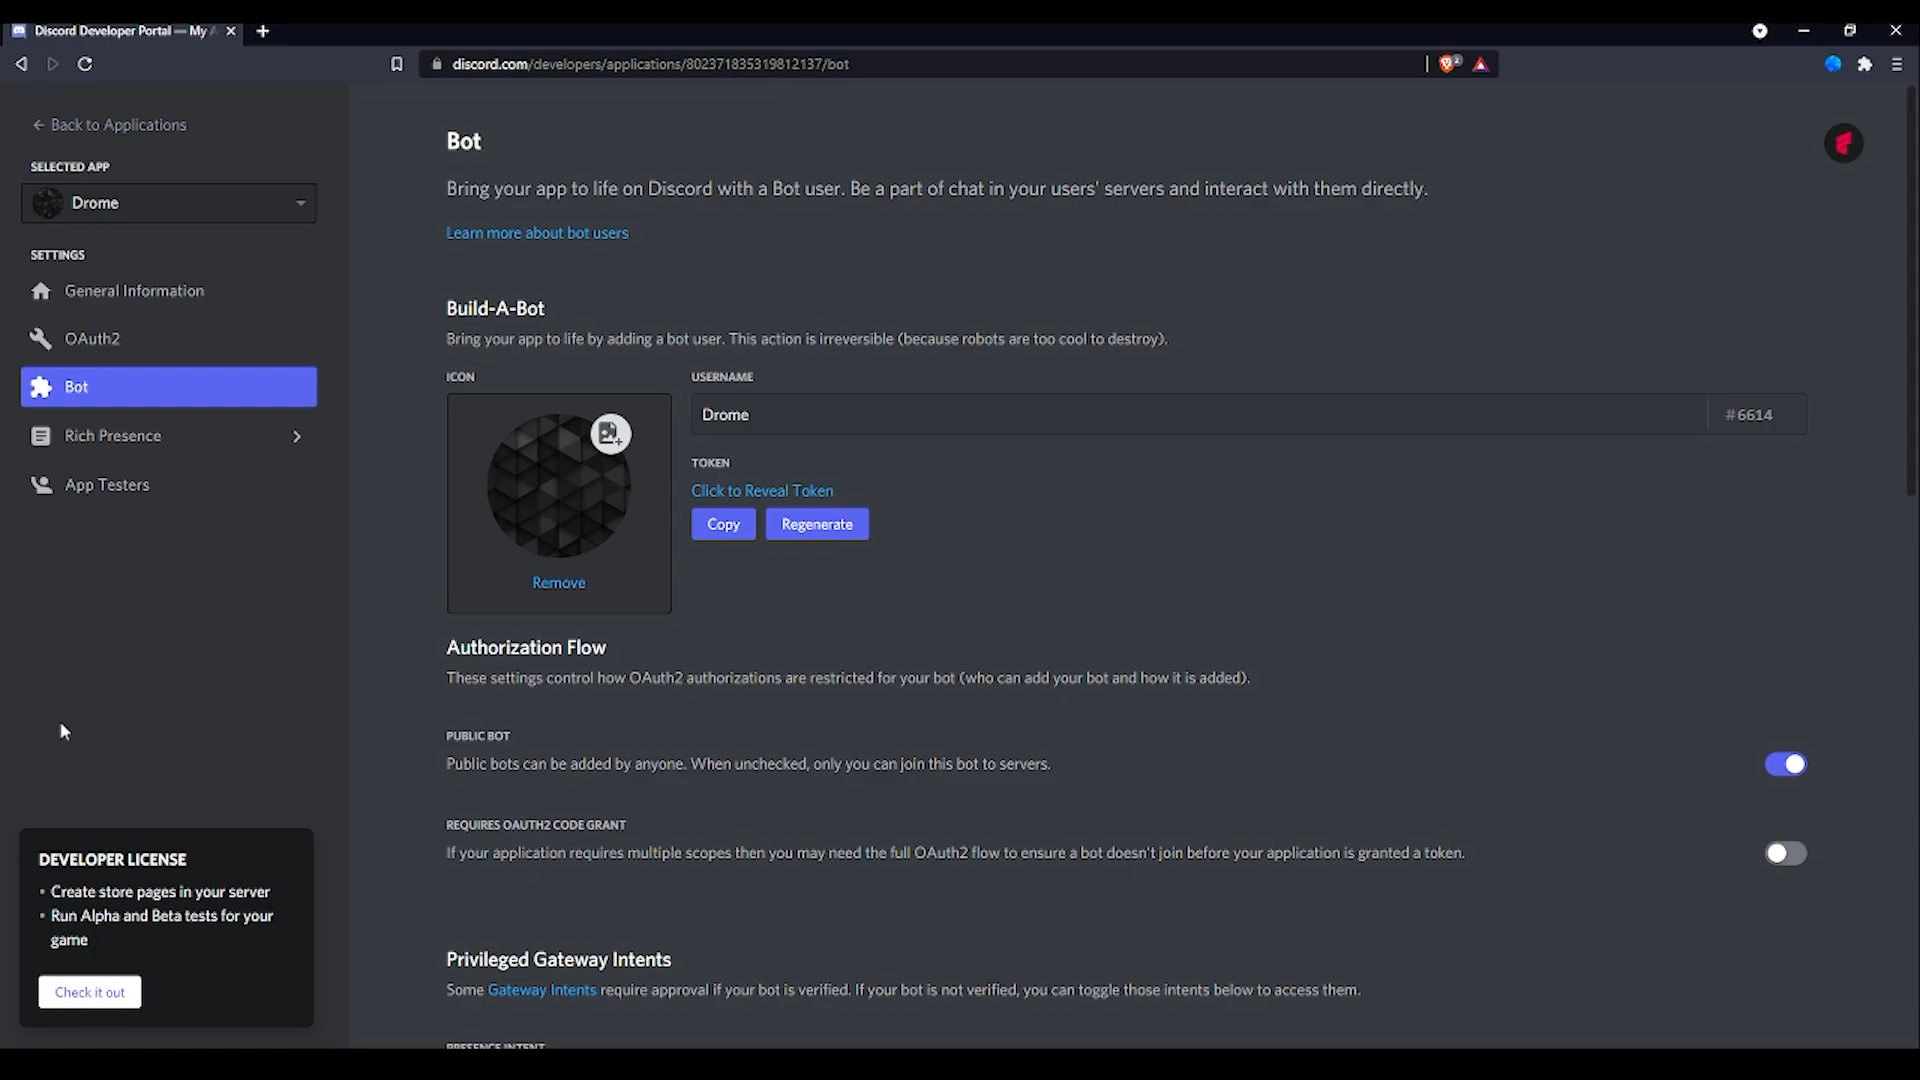 Discord Developer Portal — My A
discord.com/developers/applications/802371835319812137/bot
2
← Back to Applications
SELECTED APP
Drome
SETTINGS
General Information
OAuth2
Bot
Rich Presence
App Testers
DEVELOPER LICENSE
• Create store pages in your server
• Run Alpha and Beta tests for your
game
Check it out
Bot
Bring your app to life on Discord with a Bot user. Be a part of chat in your users' servers and interact with them directly.
Learn more about bot users
Build-A-Bot
Bring your app to life by adding a bot user. This action is irreversible (because robots are too cool to destroy).
ICON
Remove
USERNAME
Drome
#6614
TOKEN
Click to Reveal Token
Copy
Regenerate
Authorization Flow
These settings control how OAuth2 authorizations are restricted for your bot (who can add your bot and how it is added).
PUBLIC BOT
Public bots can be added by anyone. When unchecked, only you can join this bot to servers.
REQUIRES OAUTH2 CODE GRANT
If your application requires multiple scopes then you may need the full OAuth2 flow to ensure a bot doesn't join before your application is granted a token.
Privileged Gateway Intents
Some Gateway Intents require approval if your bot is verified. If your bot is not verified, you can toggle those intents below to access them.
PRESENCE INTENT